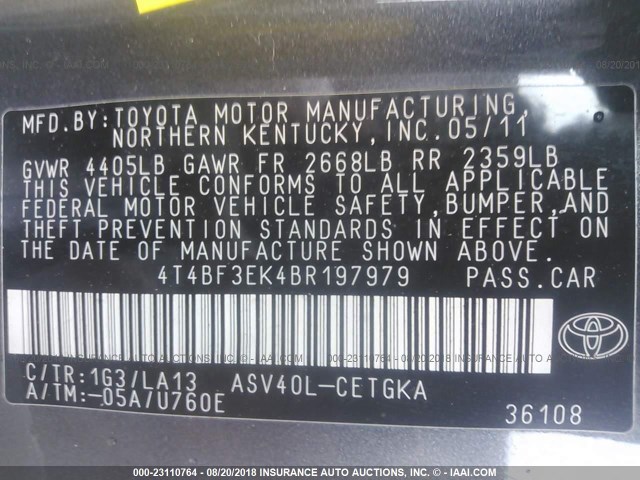 MFD.BY: TOYOTA MOTOR MANUFACTURING,
NORTHERN KENTUCKY, INC. 05/11
GVWR 4405LB GAWR FR 2668LB RR 2359LB
THIS VEHICLE CONFORMS TO ALL APPLICABLE
FEDERAL MOTOR VEHICLE SAFETY, BUMPER, AND
THEFT PREVENTION STANDARDS IN EFFECT ON
THE DATE OF MANUFACTURE SHOWN ABOVE.
4T4BF3EK4BR197979 PASS.CAR
C/TR:1G3/LA13 ASV40L-CETGKA
A/TM:-05A/U760E
36108
000-23110764 - 08/20/2018 - INSURANCE AUTO AUCTIONS - IAAI.COM